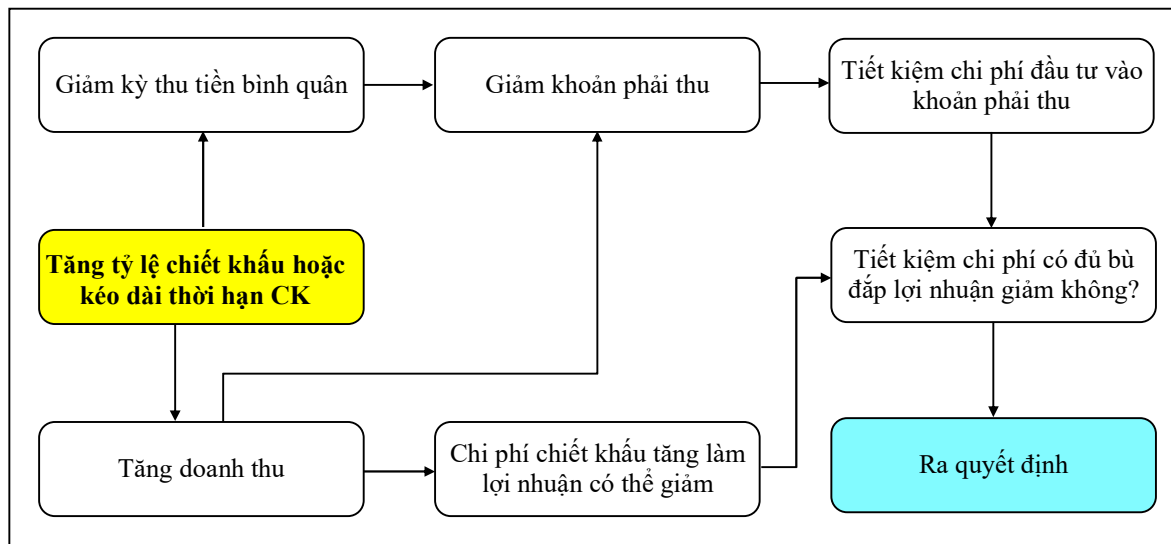 Giảm kỳ thu tiền bình quân
Giảm khoản phải thu
Tiết kiệm chi phí đầu tư vào
khoản phải thu
Tăng tỷ lệ chiết khấu hoặc
kéo dài thời hạn CK
Tiết kiệm chi phí có đủ bù
đắp lợi nhuận giảm không?
Tăng doanh thu
Chi phí chiết khấu tăng làm
lợi nhuận có thể giảm
Ra quyết định